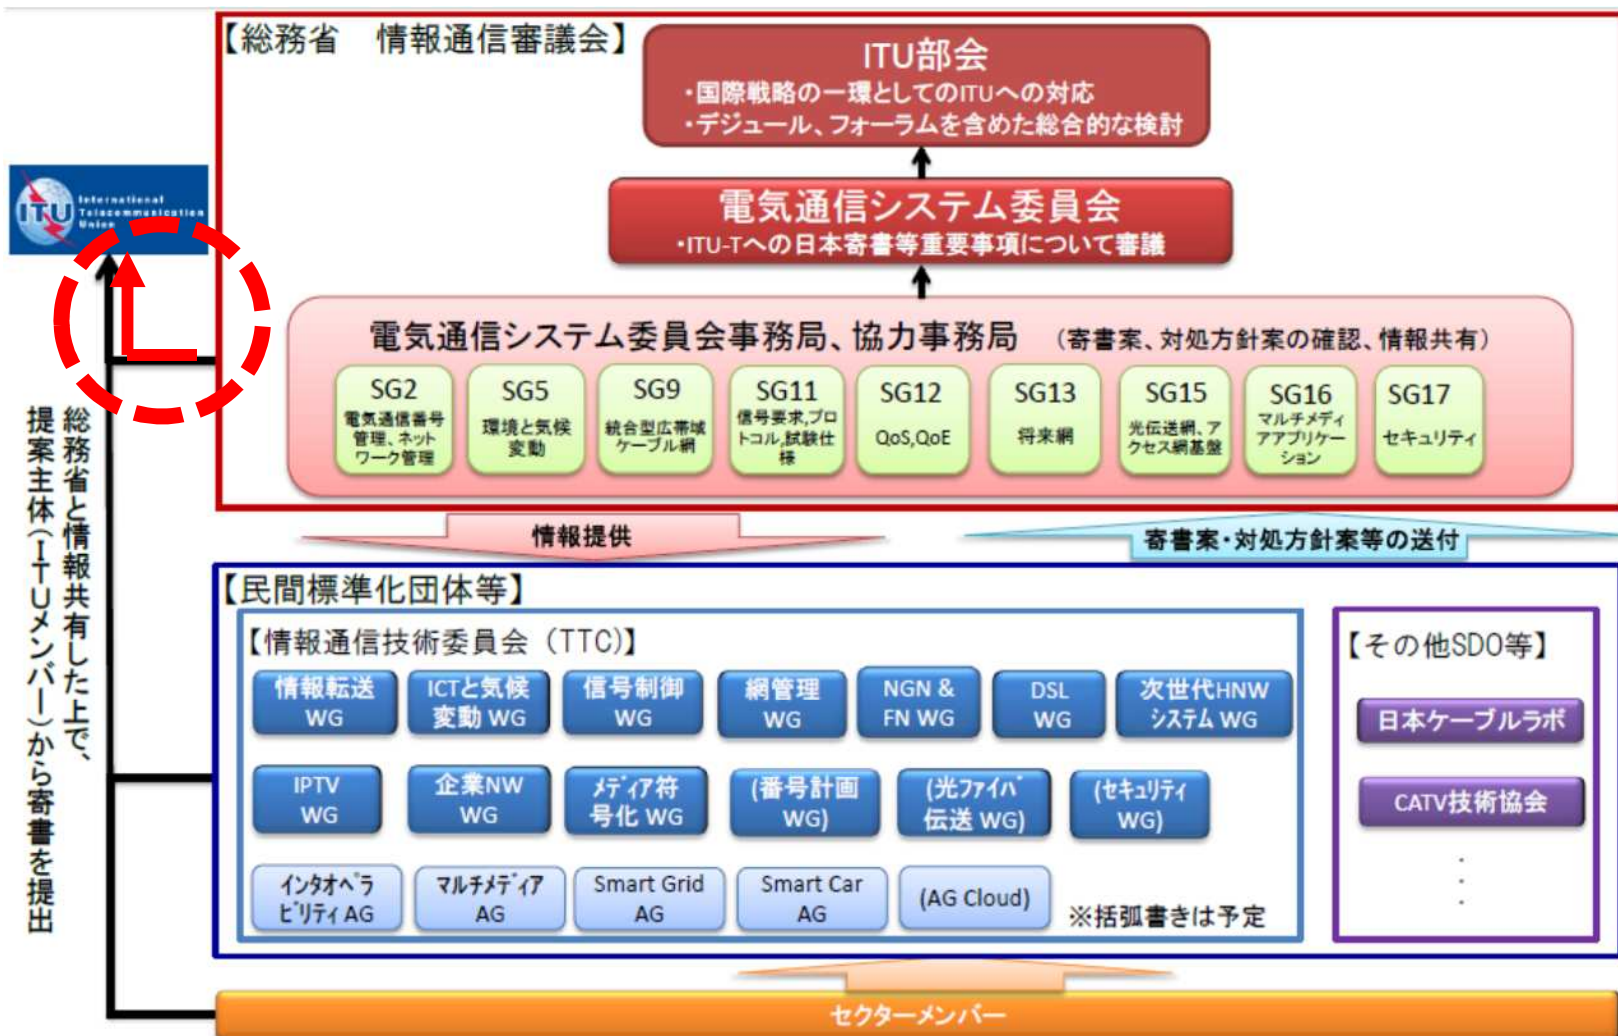 【総務省　情報通信審議会】
ITU部会
・国際戦略の一環としてのITUへの対応
・デジュール、フォーラムを含めた総合的な検討
ITU
International
Telecommunication
Union
電気通信システム委員会
・ITU-Tへの日本寄書等重要事項について審議
電気通信システム委員会事務局、協力事務局　（寄書案、対処方針案の確認、情報共有）
SG2
電気通信番号
管理、ネット
ワーク管理
SG5
環境と気候
変動
SG9
統合型広帯域
ケーブル網
SG11
信号要求,プロ
トコル,試験仕
様
SG12
QoS,QoE
SG13
将来網
SG15
光伝送網、ア
クセス網基盤
SG16
マルチメディ
アアプリケー
ション
SG17
セキュリティ
総務省と情報共有した上で、
提案主体（ITUメンバー）から寄書を提出
情報提供
寄書案・対処方針案等の送付
【民間標準化団体等】
【情報通信技術委員会（TTC)】
情報転送
WG
ICTと気候
変動 WG
信号制御
WG
網管理
WG
NGN &
FN WG
DSL
WG
次世代HNW
システム WG
IPTV
WG
企業NW
WG
ﾒﾃﾞｨｱ符
号化 WG
(番号計画
WG)
(光ﾌｧｲﾊﾞ
伝送 WG)
(ｾｷｭﾘﾃｨ
WG)
ｲﾝﾀｵﾍﾟﾗ
ﾋﾞﾘﾃｨ AG
ﾏﾙﾁﾒﾃﾞｨｱ
AG
Smart Grid
AG
Smart Car
AG
(AG Cloud)
※括弧書きは予定
【その他SDO等】
日本ケーブルラボ
CATV技術協会
・
・
・
セクターメンバー